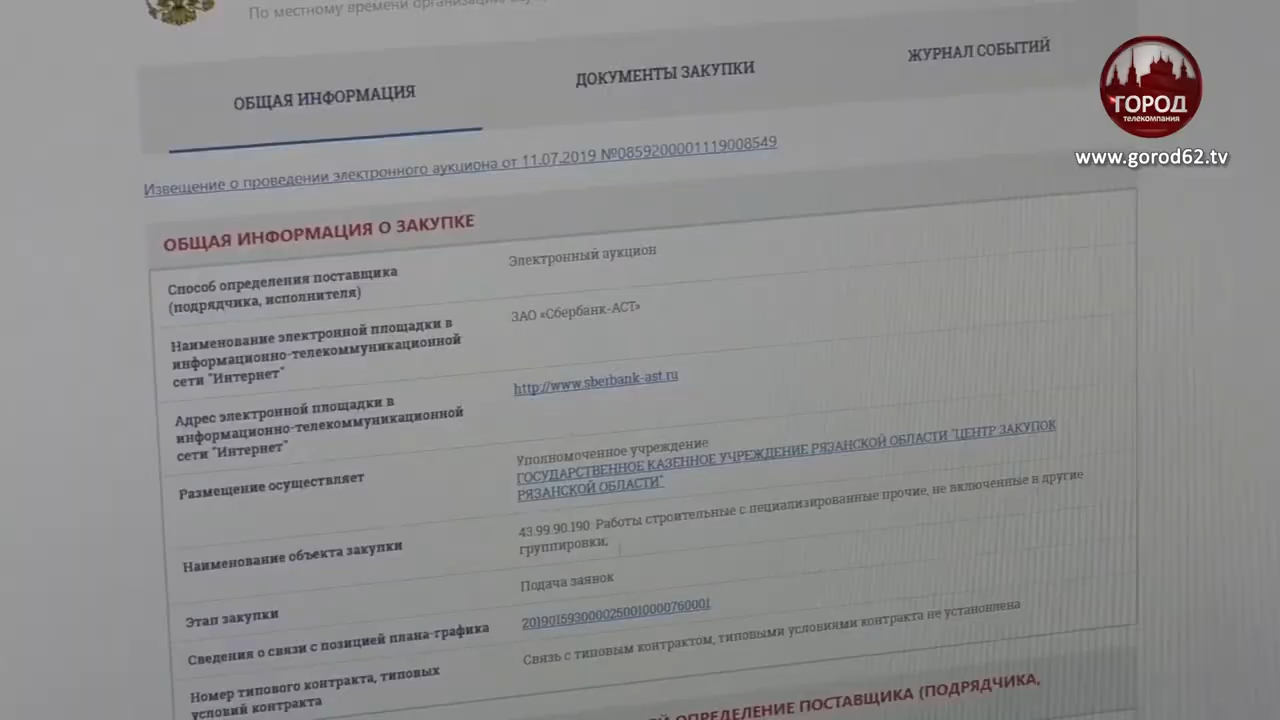 По местному времени организации,
ОБЩАЯ ИНФОРМАЦИЯ
ДОКУМЕНТЫ ЗАКУПКИ
ЖУРНАЛ СОБЫТИЙ
ГОРОД
телекомпания
www.gorod62.tv
Извещение о проведении электронного аукциона от 11.07.2019 №0859200001119008549
ОБЩАЯ ИНФОРМАЦИЯ О ЗАКУПКЕ
Способ определения поставщика
(подрядчика, исполнителя)
Электронный аукцион
Наименование электронной площадки в
информационно-телекоммуникационной
сети "Интернет"
ЗАО «Сбербанк-АСТ»
Адрес электронной площадки в
информационно-телекоммуникационной
сети "Интернет"
http://www.sberbank-ast.ru
Размещение осуществляет
Уполномоченное учреждение
ГОСУДАРСТВЕННОЕ КАЗЕННОЕ УЧРЕЖДЕНИЕ РЯЗАНСКОЙ ОБЛАСТИ "ЦЕНТР ЗАКУПОК
РЯЗАНСКОЙ ОБЛАСТИ"
Наименование объекта закупки
43.99.90.190 Работы строительные с пециализированные прочие, не включенные в другие
группировки;
Этап закупки
Подача заявок
Сведения о связи с позицией плана-графика
2019015930000250010000760001
Номер типового контракта, типовых
условий контракта
Связь с типовым контрактом, типовыми условиями контракта не установлена
ОПРЕДЕЛЕНИЕ ПОСТАВЩИКА (ПОДРЯДЧИКА,